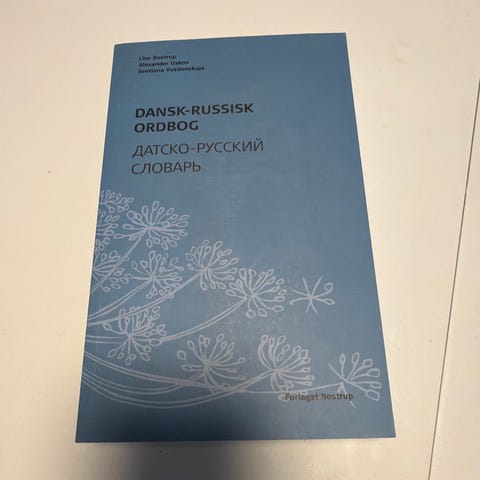 Lise Bostrup
Alexander Uskov
Svetlana Vvedenskaja
DANSK-RUSSISK
ORDBOG
ДАТСКО-РУССКИЙ
СЛОВАРЬ
Forlaget Bostrup